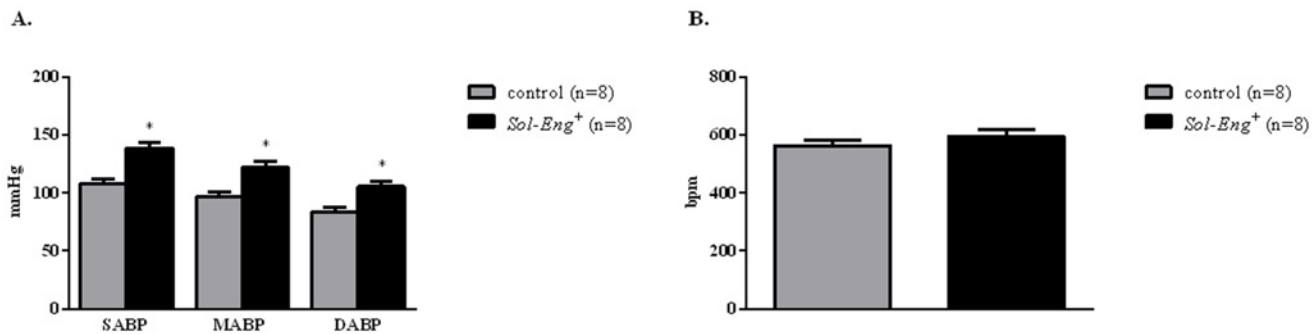 A.
200
150
100
50
0
mmHg
* * *
SABP MABP DABP
control (n=8)
Sol-Eng+ (n=8)
B.
800
600
400
200
0
bpm
control (n=8)
Sol-Eng+ (n=8)